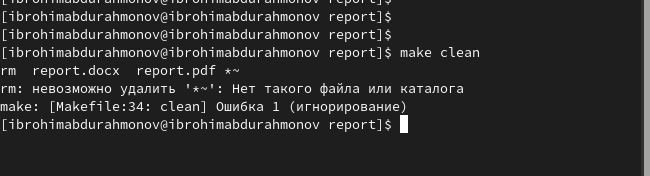 [ibrohimabdurahmonov@ibrohimabdurahmonov report]$
[ibrohimabdurahmonov@ibrohimabdurahmonov report]$
[ibrohimabdurahmonov@ibrohimabdurahmonov report]$
[ibrohimabdurahmonov@ibrohimabdurahmonov report]$ make clean
rm  report.docx  report.pdf *~
rm: невозможно удалить '*~': Нет такого файла или каталога
make: [Makefile:34: clean] Ошибка 1 (игнорирование)
[ibrohimabdurahmonov@ibrohimabdurahmonov report]$